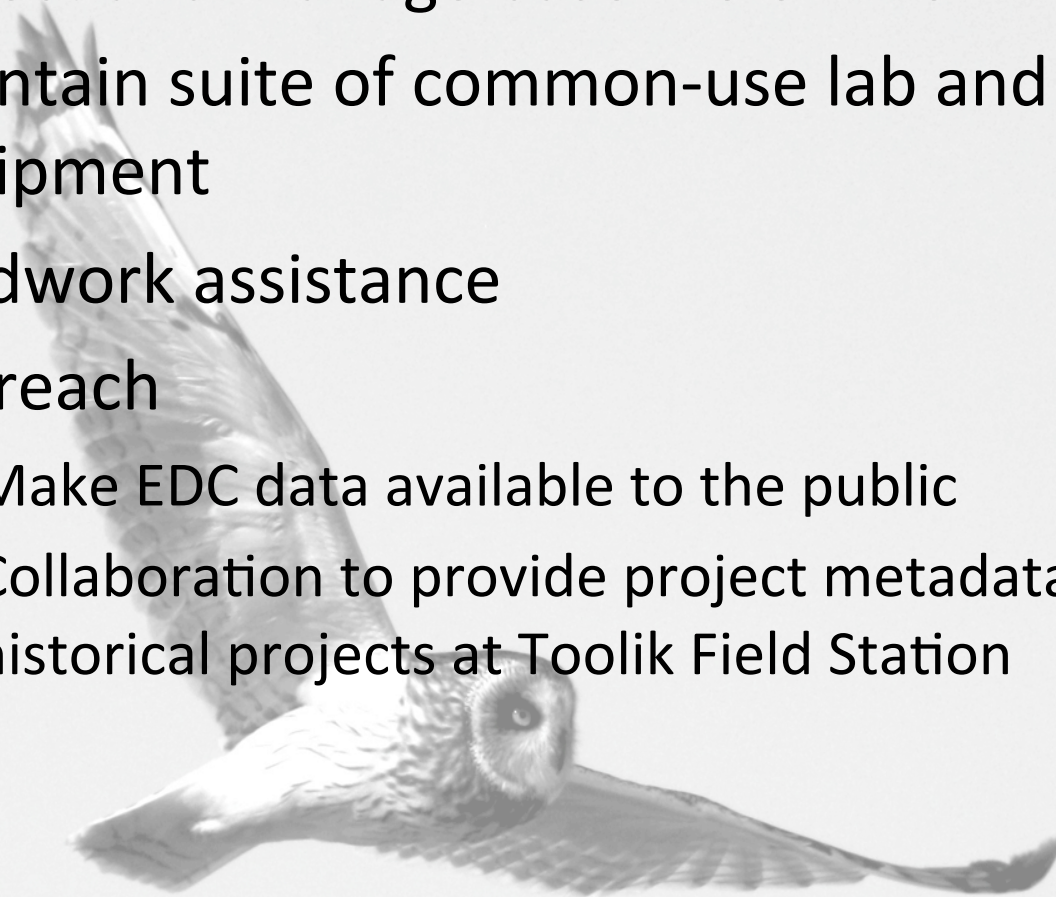 ntain suite of common-use lab and
ipment
dwork assistance
reach
Make EDC data available to the public
Collaboration to provide project metadata
historical projects at Toolik Field Station